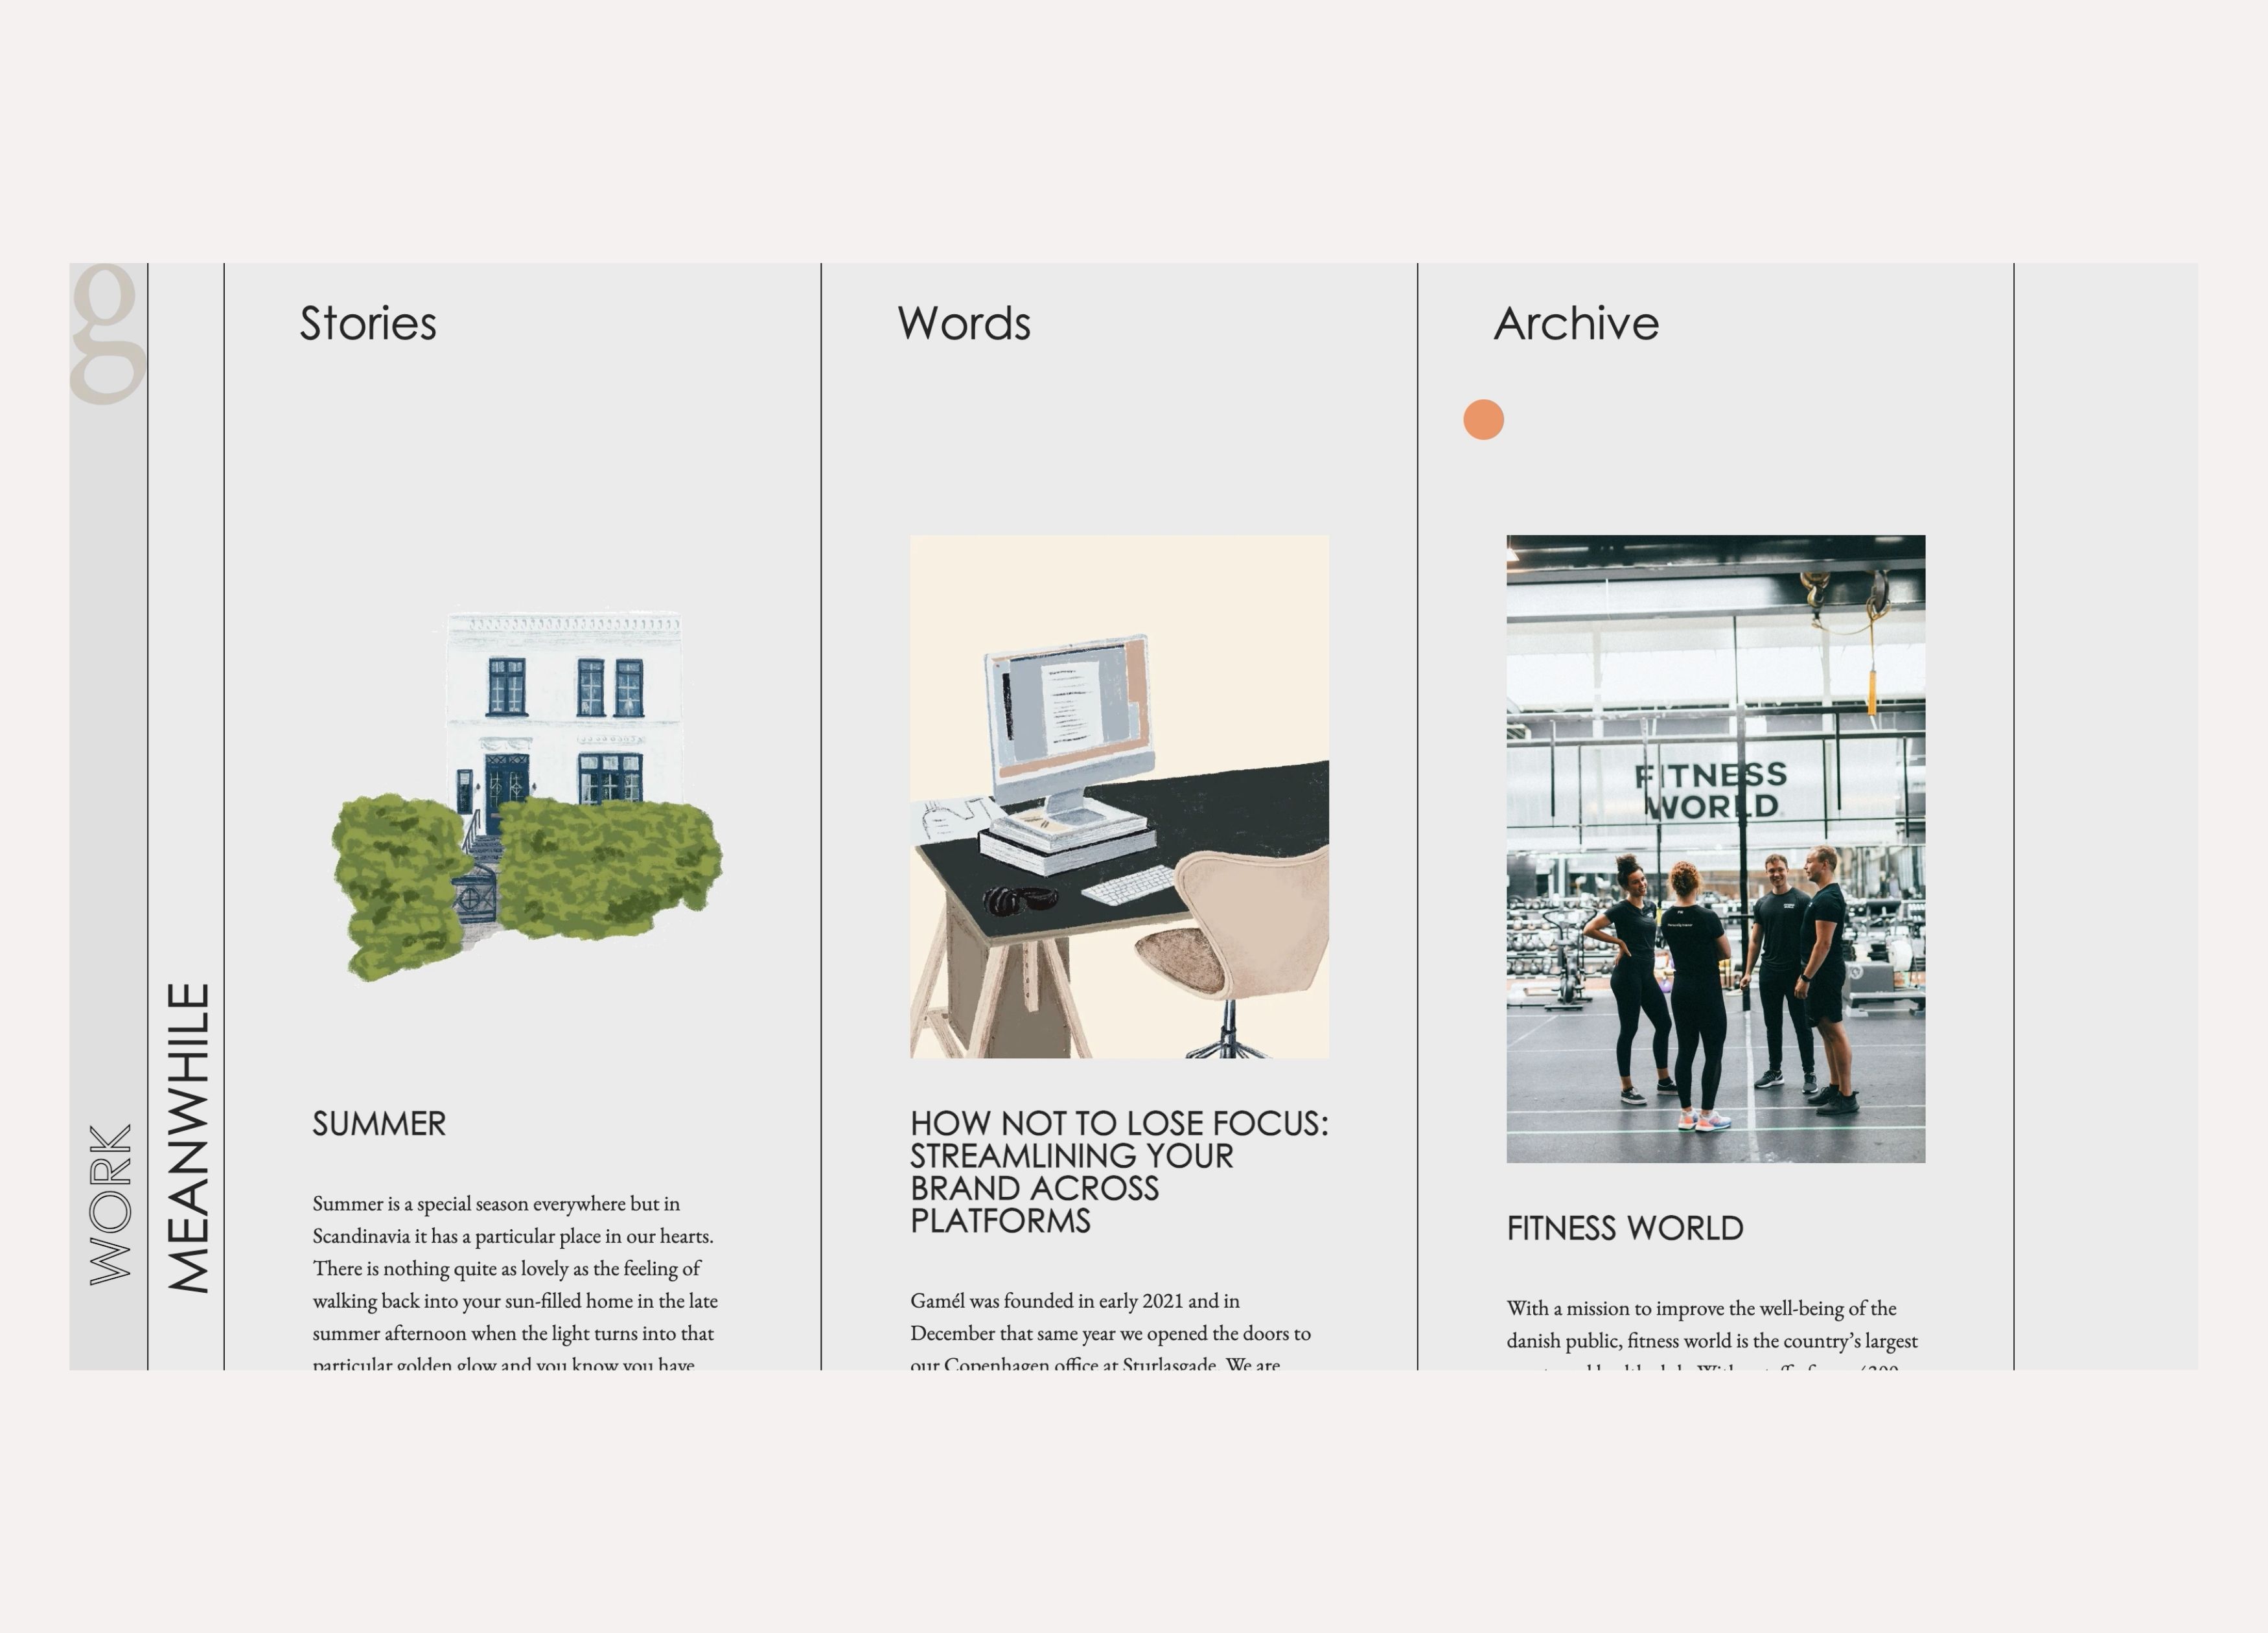 g
WORK
MEANWHILE
Stories
SUMMER
Summer is a special season everywhere but in
Scandinavia it has a particular place in our hearts.
There is nothing quite as lovely as the feeling of
walking back into your sun-filled home in the late
summer afternoon when the light turns into that
particular golden glow and you know you have
Words
HOW NOT TO LOSE FOCUS:
STREAMLINING YOUR
BRAND ACROSS
PLATFORMS
Gamél was founded in early 2021 and in
December that same year we opened the doors to
our Copenhagen office at Sturlasgade. We are
Archive
FITNESS
WORLD
FITNESS WORLD
With a mission to improve the well-being of the
danish public, fitness world is the country’s largest